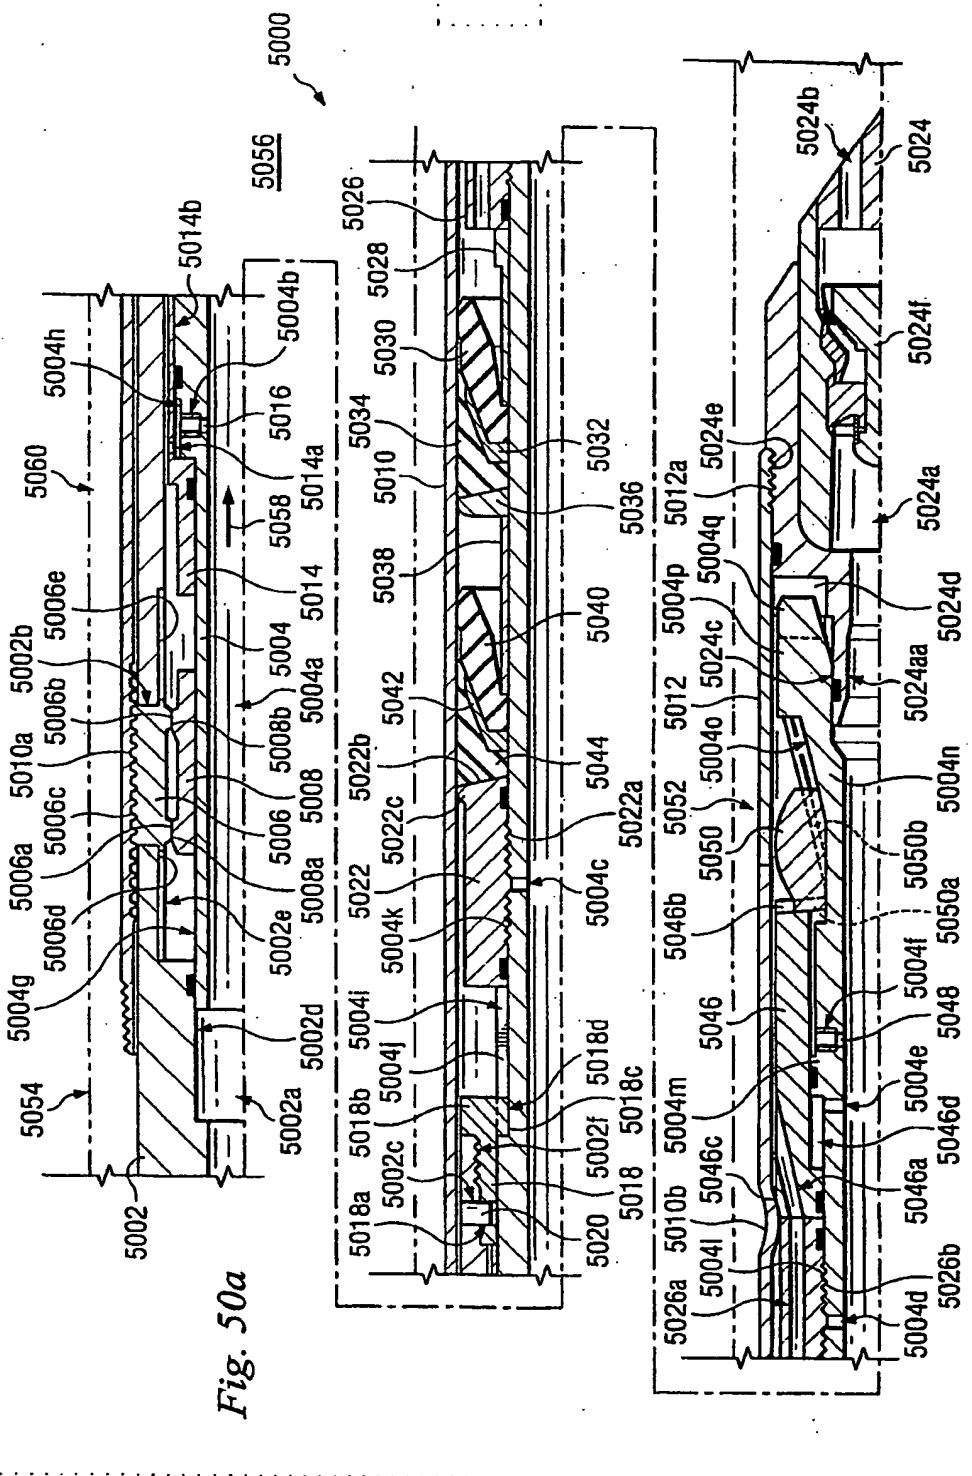 Fig. 50a
5000
5056
5002
5054
5002a
5002d
5004g
5002e
5006d
5008a
5006a
5006c
5006
5008
5010a
5008b
5006b
5002b
5004a
5006e
5004
5014
5058
5060
5014a
5016
5004h
5004b
5014b
5018a
5020
5002c
5018
5002f
5018b
5018c
5018d
5004j
5004i
5004k
5004c
5022
5022a
5022c
5022b
5044
5042
5040
5038
5036
5010
5032
5034
5030
5028
5026
5004d
5026b
5026a
5004l
5010b
5046a
5046c
5046d
5004m
5004e
5048
5046
5004f
5050a
5046b
5050b
5050
5052
5004n
5004o
5012
5024c
5024aa
5004p
5004q
5024d
5012a
5024e
5024a
5024f
5024b
5024